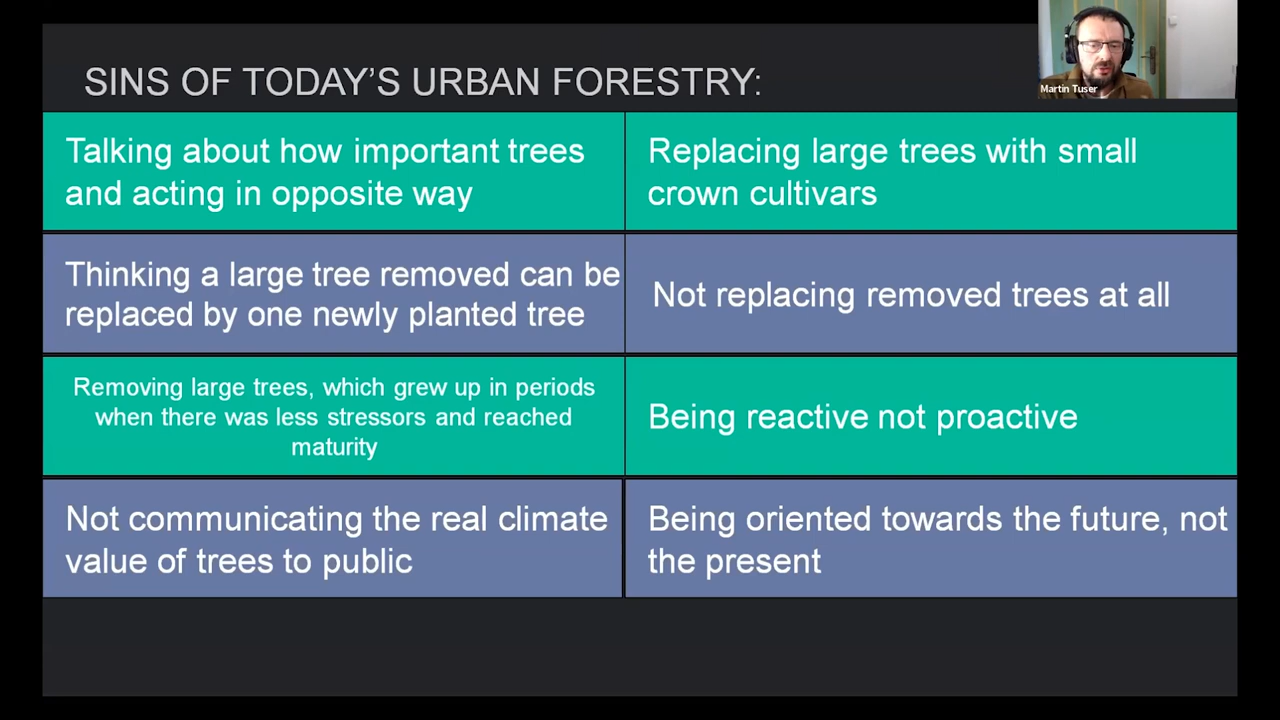 SINS OF TODAY’S URBAN FORESTRY:
Martin Tuser
Talking about how important trees
and acting in opposite way
Replacing large trees with small
crown cultivars
Thinking a large tree removed can be
replaced by one newly planted tree
Not replacing removed trees at all
Removing large trees, which grew up in periods
when there was less stressors and reached
maturity
Being reactive not proactive
Not communicating the real climate
value of trees to public
Being oriented towards the future, not
the present